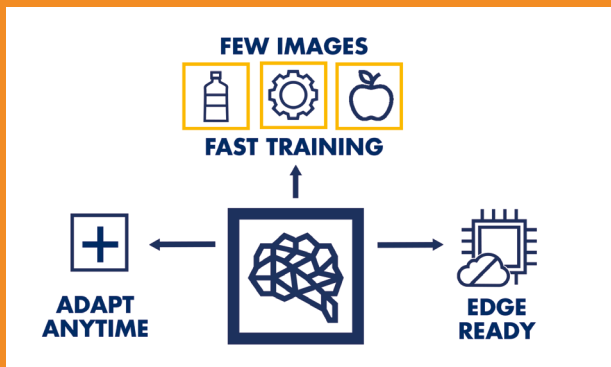 FEW IMAGES
FAST TRAINING
ADAPT
ANYTIME
EDGE
READY